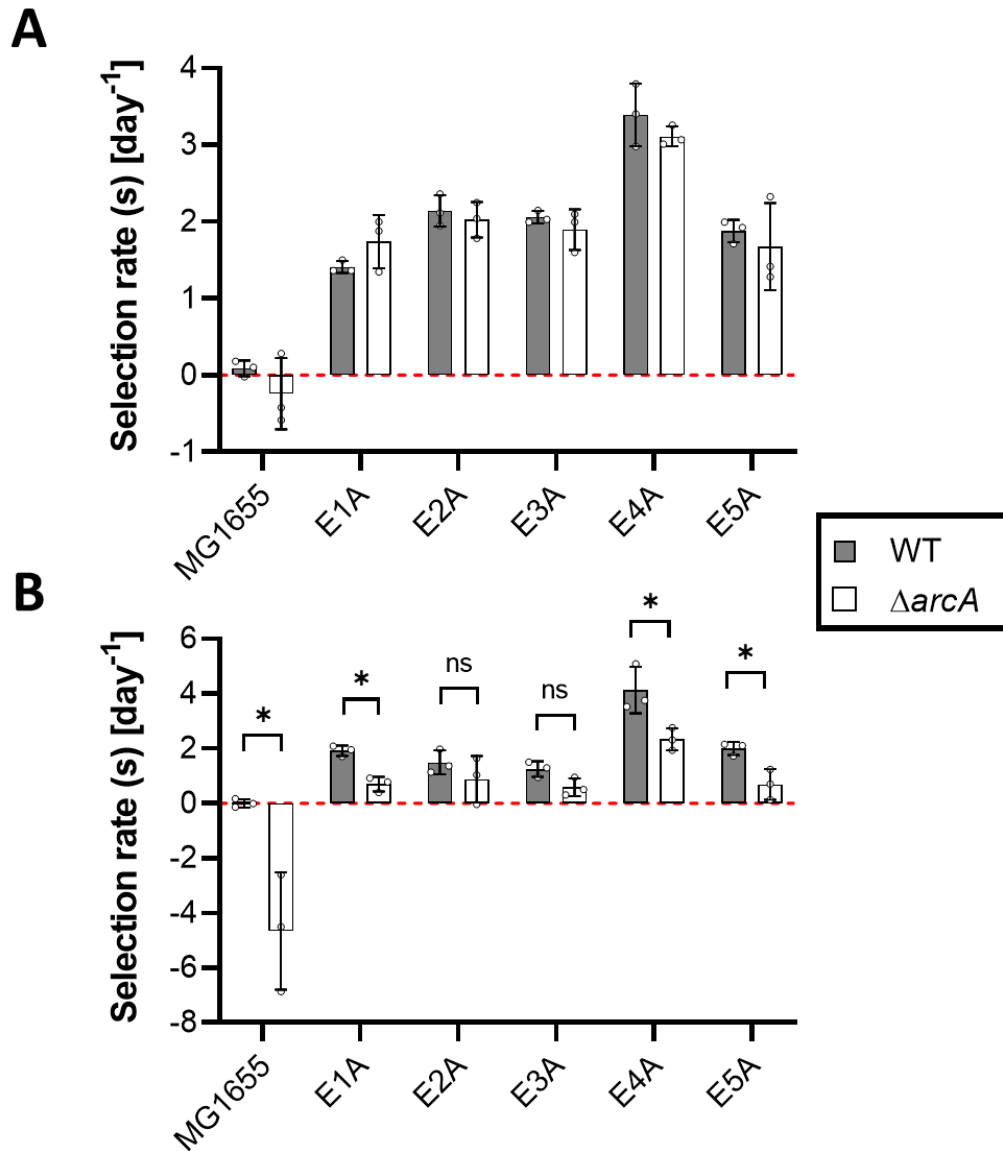 A
Selection rate (s) [day-1]
4
3
2
1
0
-1
MG1655
E1A
E2A
E3A
E4A
E5A
WT
ΔarcA
B
Selection rate (s) [day-1]
6
4
2
0
-2
-4
-6
-8
*
*
ns
ns
*
*
MG1655
E1A
E2A
E3A
E4A
E5A